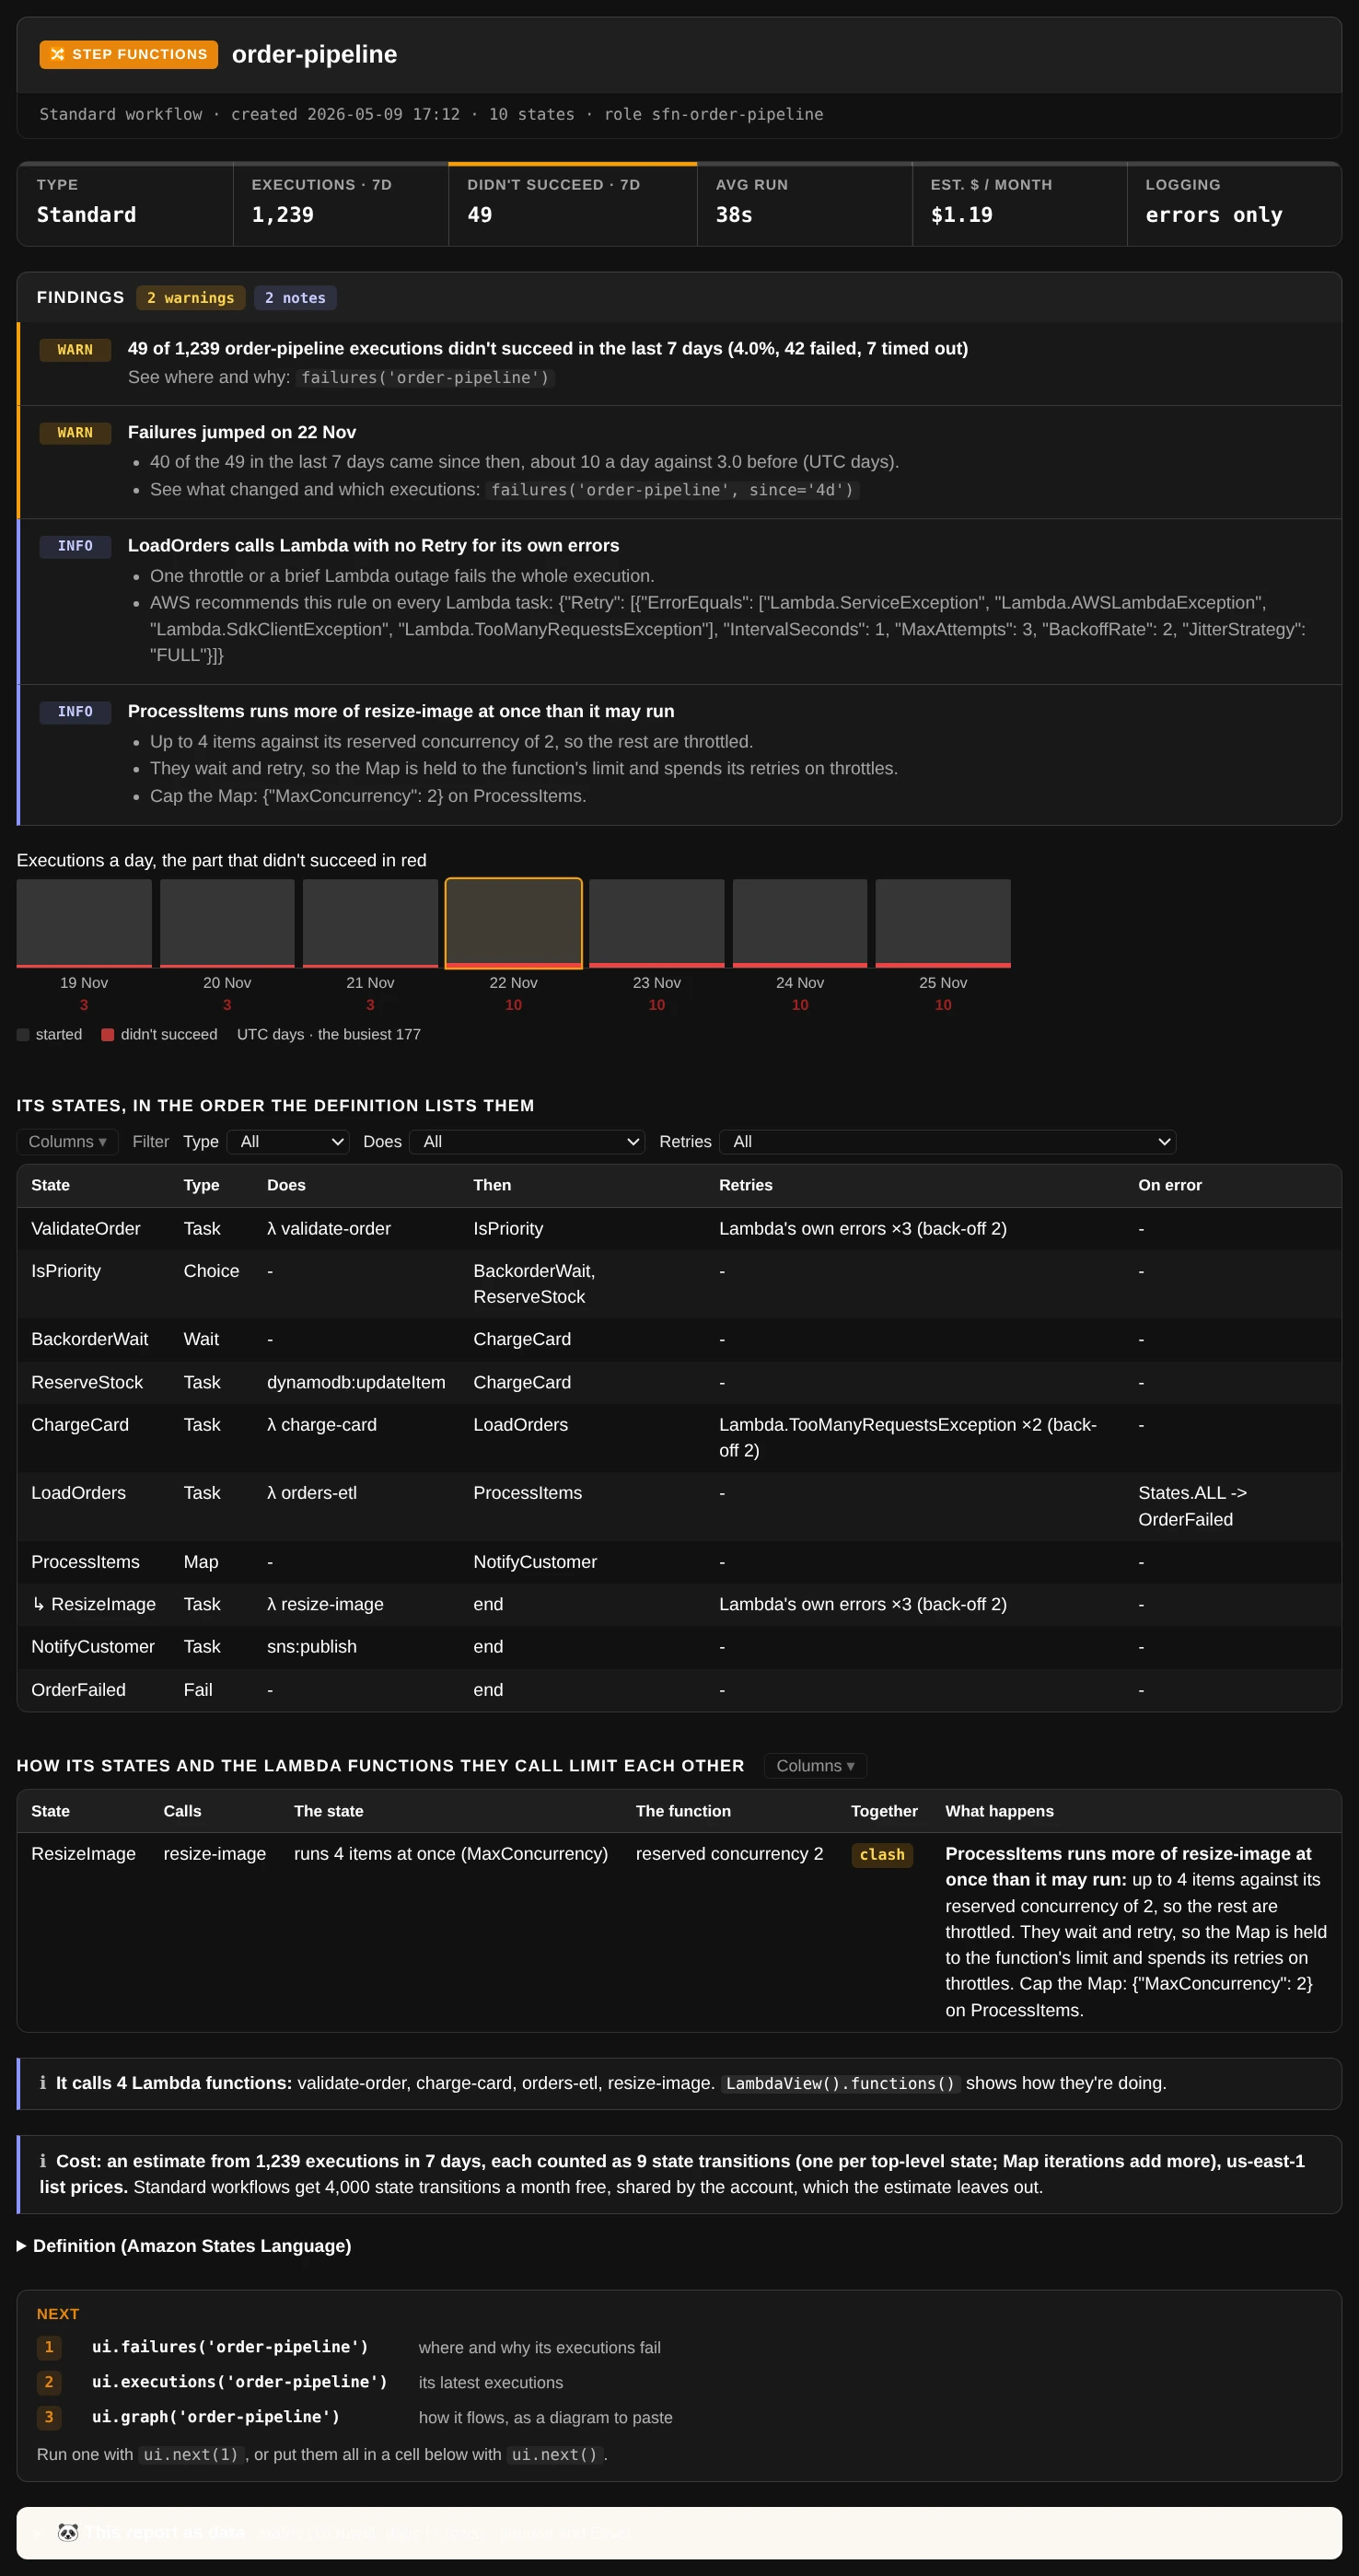 STEP FUNCTIONS order-pipeline
Standard workflow · created 2026-05-09 17:12 · 10 states · role sfn-order-pipeline
TYPE EXECUTIONS · 7D DIDN'T SUCCEED · 7D AVG RUN EST. $ / MONTH LOGGING
Standard 1,239 49 38s $1.19 errors only
FINDINGS 2 warnings 2 notes
WARN 49 of 1,239 order-pipeline executions didn't succeed in the last 7 days (4.0%, 42 failed, 7 timed out)
See where and why: failures('order-pipeline')
WARN Failures jumped on 22 Nov
• 40 of the 49 in the last 7 days came since then, about 10 a day against 3.0 before (UTC days).
• See what changed and which executions: failures('order-pipeline', since='4d')
INFO LoadOrders calls Lambda with no Retry for its own errors
• One throttle or a brief Lambda outage fails the whole execution.
• AWS recommends this rule on every Lambda task: {"Retry": [{"ErrorEquals": ["Lambda.ServiceException", "Lambda.AWSLambdaException",
"Lambda.SdkClientException", "Lambda.TooManyRequestsException"], "IntervalSeconds": 1, "MaxAttempts": 3, "BackoffRate": 2, "JitterStrategy":
"FULL"}]}
INFO ProcessItems runs more of resize-image at once than it may run
• Up to 4 items against its reserved concurrency of 2, so the rest are throttled.
• They wait and retry, so the Map is held to the function's limit and spends its retries on throttles.
• Cap the Map: {"MaxConcurrency": 2} on ProcessItems.
Executions a day, the part that didn't succeed in red
19 Nov 20 Nov 21 Nov 22 Nov 23 Nov 24 Nov 25 Nov
3 3 3 10 10 10 10
started didn't succeed UTC days · the busiest 177
ITS STATES, IN THE ORDER THE DEFINITION LISTS THEM
Columns ▾ Filter Type All Does All Retries All
State Type Does Then Retries On error
ValidateOrder Task λ validate-order IsPriority Lambda's own errors ×3 (back-off 2) -
IsPriority Choice - BackorderWait, - -
ReserveStock
BackorderWait Wait - ChargeCard - -
ReserveStock Task dynamodb:updateItem ChargeCard - -
ChargeCard Task λ charge-card LoadOrders Lambda.TooManyRequestsException ×2 (back- -
off 2)
LoadOrders Task λ orders-etl ProcessItems - States.ALL ->
OrderFailed
ProcessItems Map - NotifyCustomer - -
↳ ResizeImage Task λ resize-image end Lambda's own errors ×3 (back-off 2) -
NotifyCustomer Task sns:publish end - -
OrderFailed Fail - end - -
HOW ITS STATES AND THE LAMBDA FUNCTIONS THEY CALL LIMIT EACH OTHER Columns ▾
State Calls The state The function Together What happens
ResizeImage resize-image runs 4 items at once (MaxConcurrency) reserved concurrency 2 clash ProcessItems runs more of resize-image at
once than it may run: up to 4 items against its
reserved concurrency of 2, so the rest are
throttled. They wait and retry, so the Map is held
to the function's limit and spends its retries on
throttles. Cap the Map: {"MaxConcurrency": 2}
on ProcessItems.
ℹ It calls 4 Lambda functions: validate-order, charge-card, orders-etl, resize-image. LambdaView().functions() shows how they're doing.
ℹ Cost: an estimate from 1,239 executions in 7 days, each counted as 9 state transitions (one per top-level state; Map iterations add more), us-east-1
list prices. Standard workflows get 4,000 state transitions a month free, shared by the account, which the estimate leaves out.
▶ Definition (Amazon States Language)
NEXT
1 ui.failures('order-pipeline') where and why its executions fail
2 ui.executions('order-pipeline') its latest executions
3 ui.graph('order-pipeline') how it flows, as a diagram to paste
Run one with ui.next(1), or put them all in a cell below with ui.next().
This report as data